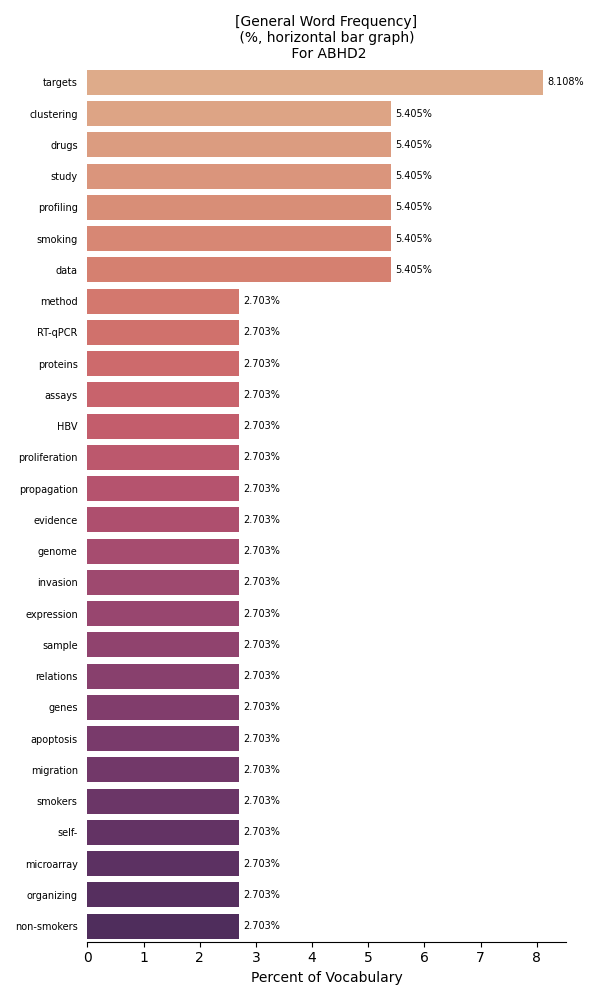 [General Word Frequency]
(%, horizontal bar graph)
For ABHD2
targets 8.108%
clustering 5.405%
drugs 5.405%
study 5.405%
profiling 5.405%
smoking 5.405%
data 5.405%
method 2.703%
RT-qPCR 2.703%
proteins 2.703%
assays 2.703%
HBV 2.703%
proliferation 2.703%
propagation 2.703%
evidence 2.703%
genome 2.703%
invasion 2.703%
expression 2.703%
sample 2.703%
relations 2.703%
genes 2.703%
apoptosis 2.703%
migration 2.703%
smokers 2.703%
self- 2.703%
microarray 2.703%
organizing 2.703%
non-smokers 2.703%
0 1 2 3 4 5 6 7 8
Percent of Vocabulary